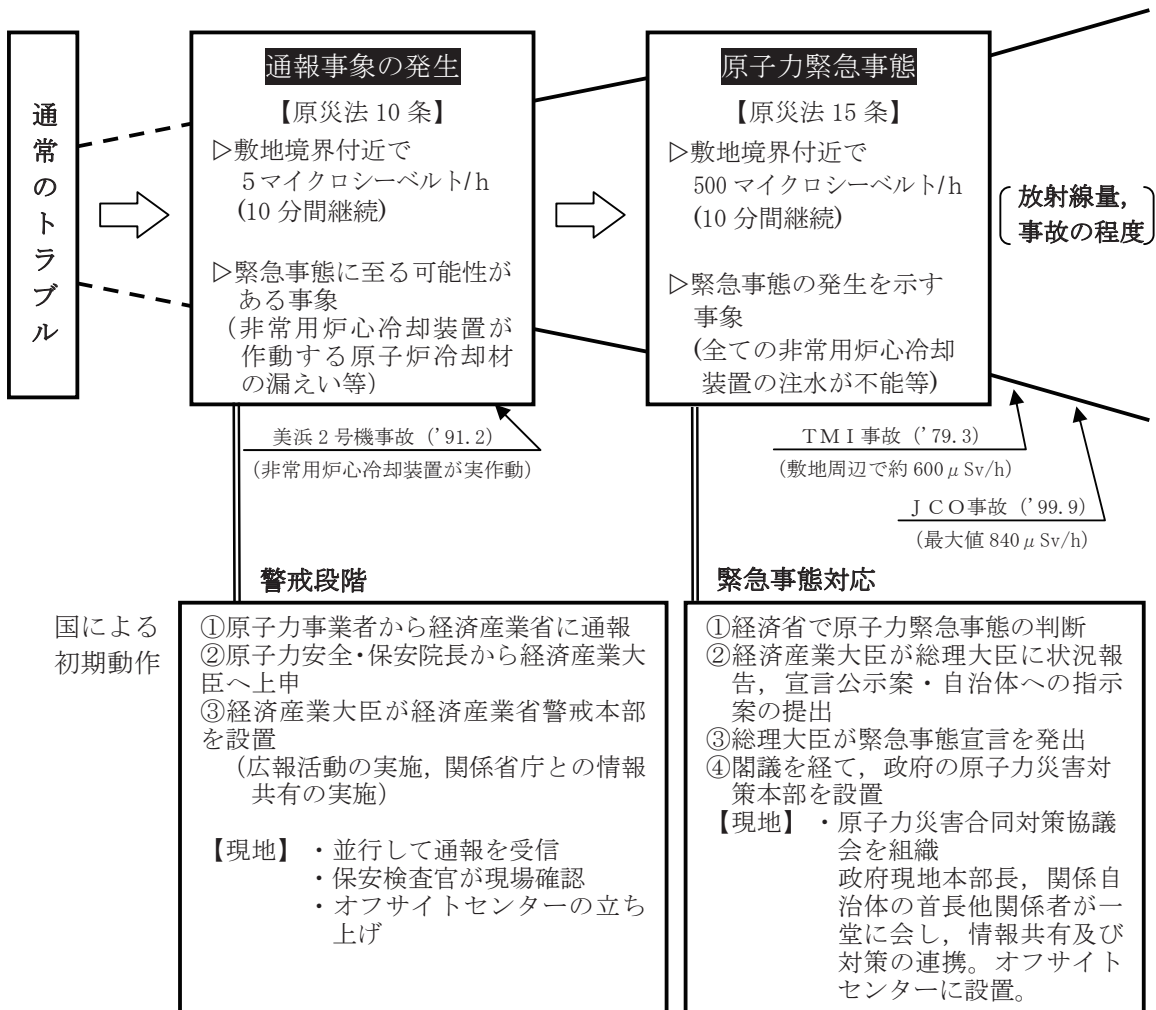 通常のトラブル
通報事象の発生
【原災法 10 条】
▷敷地境界付近で
5マイクロシーベルト/h
(10 分間継続)
▷緊急事態に至る可能性が
ある事象
（非常用炉心冷却装置が
作動する原子炉冷却材
の漏えい等）
原子力緊急事態
【原災法 15 条】
▷敷地境界付近で
500 マイクロシーベルト/h
(10 分間継続)
▷緊急事態の発生を示す
事象
(全ての非常用炉心冷却
装置の注水が不能等)
放射線量，
事故の程度
美浜 2 号機事故（’91.2）
(非常用炉心冷却装置が実作動)
ＴＭＩ事故（’79.3）
(敷地周辺で約 600μSv/h)
ＪＣＯ事故（’99.9）
(最大値 840μSv/h)
国による
初期動作
警戒段階
①原子力事業者から経済産業省に通報
②原子力安全・保安院長から経済産業大
臣へ上申
③経済産業大臣が経済産業省警戒本部
を設置
（広報活動の実施，関係省庁との情報
共有の実施）
【現地】・並行して通報を受信
・保安検査官が現場確認
・オフサイトセンターの立ち
上げ
緊急事態対応
①経済省で原子力緊急事態の判断
②経済産業大臣が総理大臣に状況報
告，宣言公示案・自治体への指示
案の提出
③総理大臣が緊急事態宣言を発出
④閣議を経て，政府の原子力災害対
策本部を設置
【現地】・原子力災害合同対策協議
会を組織
政府現地本部長，関係自
治体の首長他関係者が一
堂に会し，情報共有及び
対策の連携。オフサイト
センターに設置。